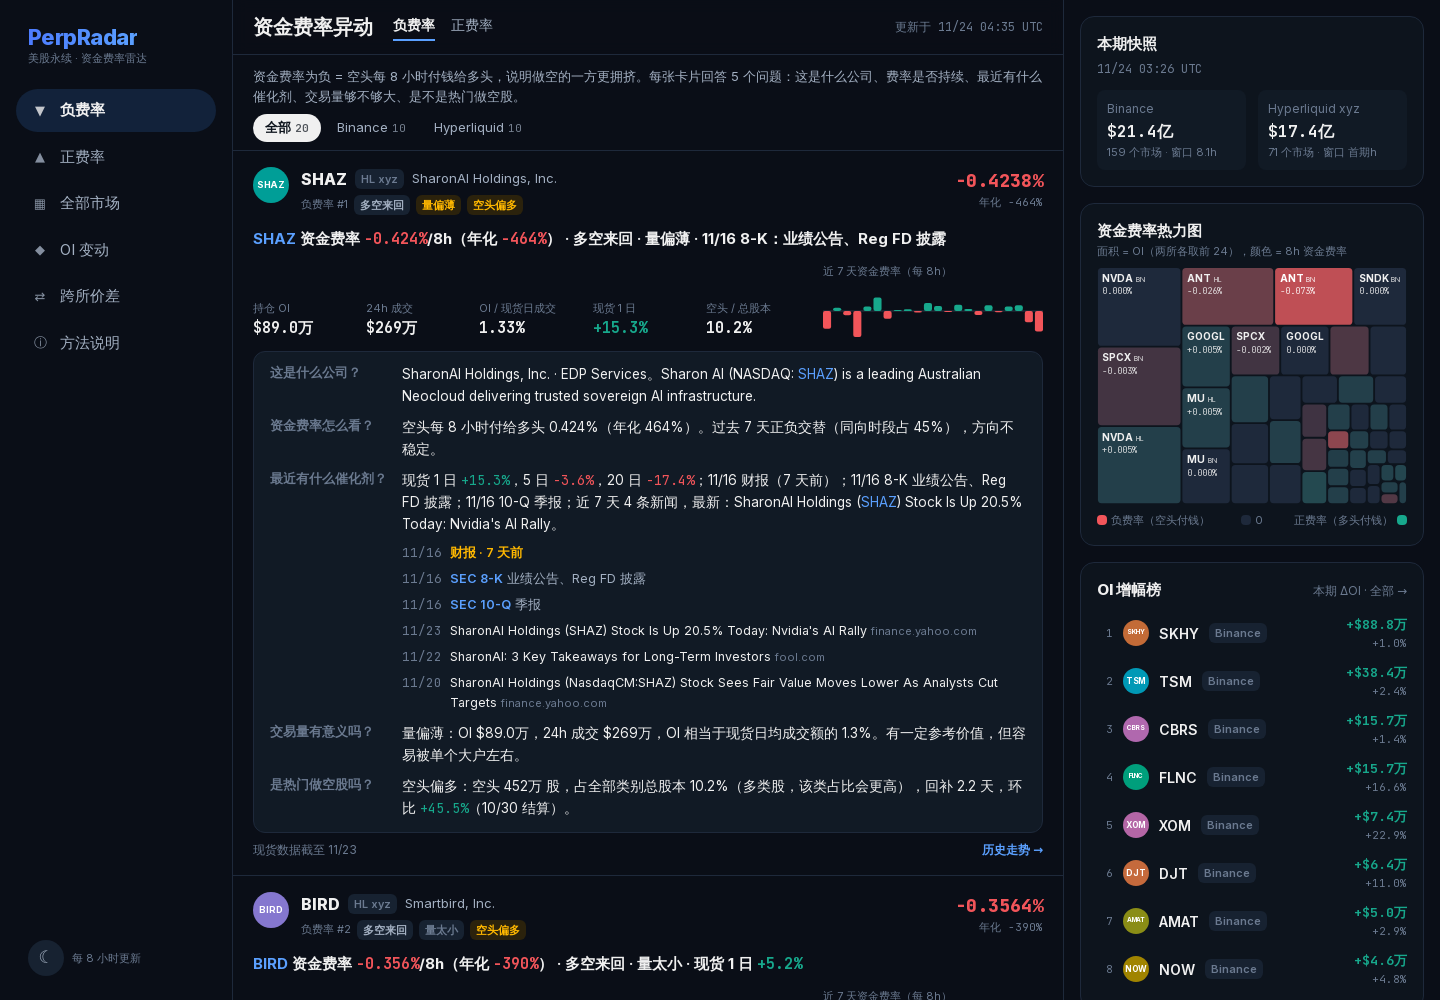 PerpRadar
美股永续 · 资金费率雷达
▼ 负费率
▲ 正费率
▦ 全部市场
◆ OI 变动
⇄ 跨所价差
ⓘ 方法说明
☾ 每 8 小时更新
资金费率异动 负费率 正费率 更新于 11/24 04:35 UTC
资金费率为负 = 空头每 8 小时付钱给多头，说明做空的一方更拥挤。每张卡片回答 5 个问题：这是什么公司、费率是否持续、最近有什么
催化剂、交易量够不够大、是不是热门做空股。
全部 20 Binance 10 Hyperliquid 10
SHAZ SHAZ HL xyz SharonAI Holdings, Inc. -0.4238%
负费率 #1 多空来回 量偏薄 空头偏多 年化 -464%
SHAZ 资金费率 -0.424%/8h（年化 -464%） · 多空来回 · 量偏薄 · 11/16 8-K：业绩公告、Reg FD 披露
近 7 天资金费率（每 8h）
持仓 OI 24h 成交 OI / 现货日成交 现货 1 日 空头 / 总股本
$89.0万 $269万 1.33% +15.3% 10.2%
这是什么公司？ SharonAI Holdings, Inc. · EDP Services。Sharon AI (NASDAQ: SHAZ) is a leading Australian
Neocloud delivering trusted sovereign AI infrastructure.
资金费率怎么看？ 空头每 8 小时付给多头 0.424%（年化 464%）。过去 7 天正负交替（同向时段占 45%），方向不
稳定。
最近有什么催化剂？ 现货 1 日 +15.3%，5 日 -3.6%，20 日 -17.4%；11/16 财报（7 天前）；11/16 8-K 业绩公告、Reg
FD 披露；11/16 10-Q 季报；近 7 天 4 条新闻，最新：SharonAI Holdings (SHAZ) Stock Is Up 20.5%
Today: Nvidia's AI Rally。
11/16 财报 · 7 天前
11/16 SEC 8-K 业绩公告、Reg FD 披露
11/16 SEC 10-Q 季报
11/23 SharonAI Holdings (SHAZ) Stock Is Up 20.5% Today: Nvidia's AI Rally finance.yahoo.com
11/22 SharonAI: 3 Key Takeaways for Long-Term Investors fool.com
11/20 SharonAI Holdings (NasdaqCM:SHAZ) Stock Sees Fair Value Moves Lower As Analysts Cut
Targets finance.yahoo.com
交易量有意义吗？ 量偏薄：OI $89.0万，24h 成交 $269万，OI 相当于现货日均成交额的 1.3%。有一定参考价值，但容
易被单个大户左右。
是热门做空股吗？ 空头偏多：空头 452万 股，占全部类别总股本 10.2%（多类股，该类占比会更高），回补 2.2 天，环
比 +45.5%（10/30 结算）。
现货数据截至 11/23 历史走势 →
BIRD BIRD HL xyz Smartbird, Inc. -0.3564%
负费率 #2 多空来回 量太小 空头偏多 年化 -390%
BIRD 资金费率 -0.356%/8h（年化 -390%） · 多空来回 · 量太小 · 现货 1 日 +5.2%
近 7 天资金费率（每 8h）
本期快照
11/24 03:26 UTC
Binance Hyperliquid xyz
$21.4亿 $17.4亿
159 个市场 · 窗口 8.1h 71 个市场 · 窗口 首期h
资金费率热力图
面积 = OI（两所各取前 24），颜色 = 8h 资金费率
NVDA BN ANT HL ANT BN SNDK BN
0.000% -0.026% -0.073% 0.000%
GOOGL SPCX GOOGL
+0.005% -0.002% 0.000%
SPCX BN
-0.003%
MU HL
+0.005%
NVDA HL
+0.005%
MU BN
0.000%
负费率（空头付钱） 0 正费率（多头付钱）
OI 增幅榜 本期 ΔOI · 全部 →
1 SKHY SKHY Binance +$88.8万
+1.0%
2 TSM TSM Binance +$38.4万
+2.4%
3 CBRS CBRS Binance +$15.7万
+1.4%
4 FLNC FLNC Binance +$15.7万
+16.6%
5 XOM XOM Binance +$7.4万
+22.9%
6 DJT DJT Binance +$6.4万
+11.0%
7 AMAT AMAT Binance +$5.0万
+2.9%
8 NOW NOW Binance +$4.6万
+4.8%